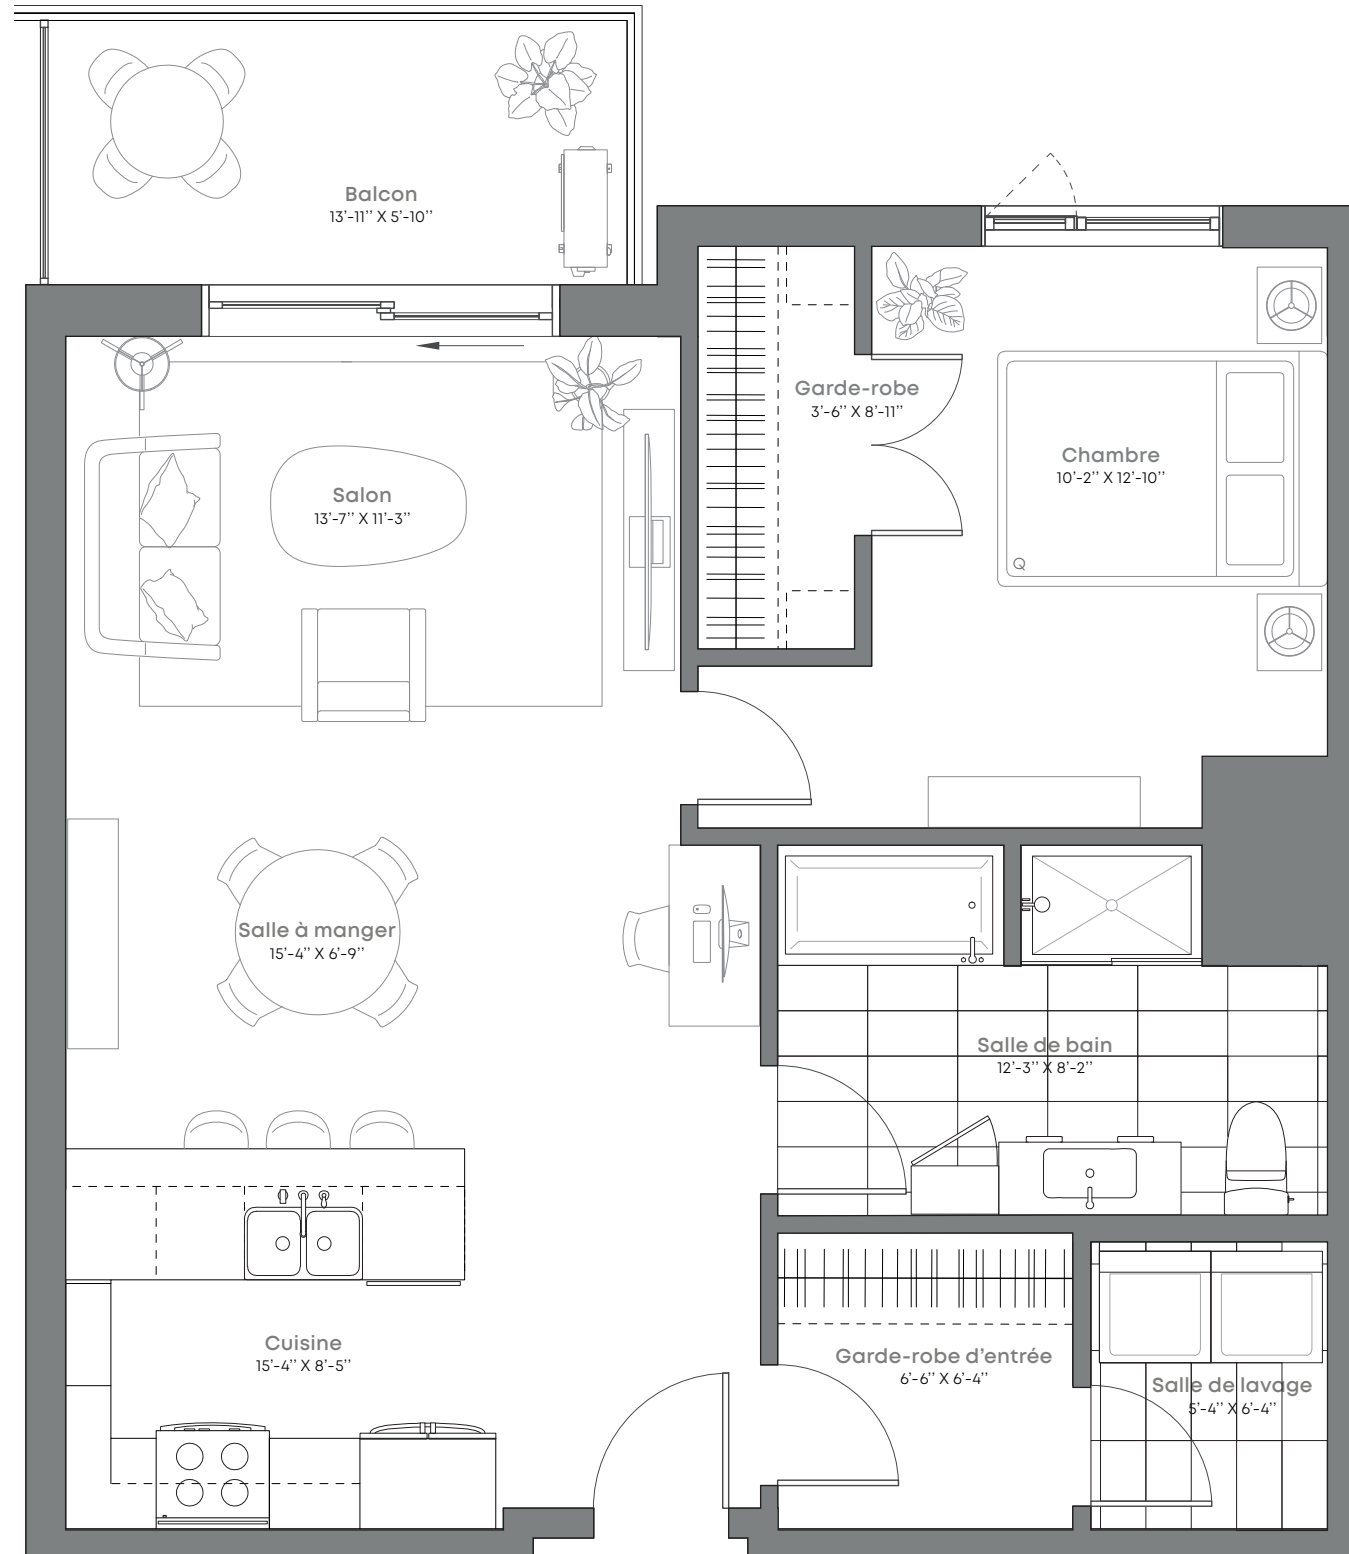 Balcon
13'-11'' X 5'-10''
Garde-robe
3'-6'' X 8'-11''
Chambre
10'-2'' X 12'-10''
Salon
13'-7'' X 11'-3''
Q
Salle à manger
15'-4'' X 6'-9''
Salle de bain
12'-3'' X 8'-2''
Cuisine
15'-4'' X 8'-5''
Garde-robe d'entrée
6'-6'' X 6'-4''
Salle de lavage
5'-4'' X 6'-4''